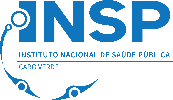 INSP
INSTITUTO NACIONAL DE SAÚDE PÚBLICA
CABO VERDE